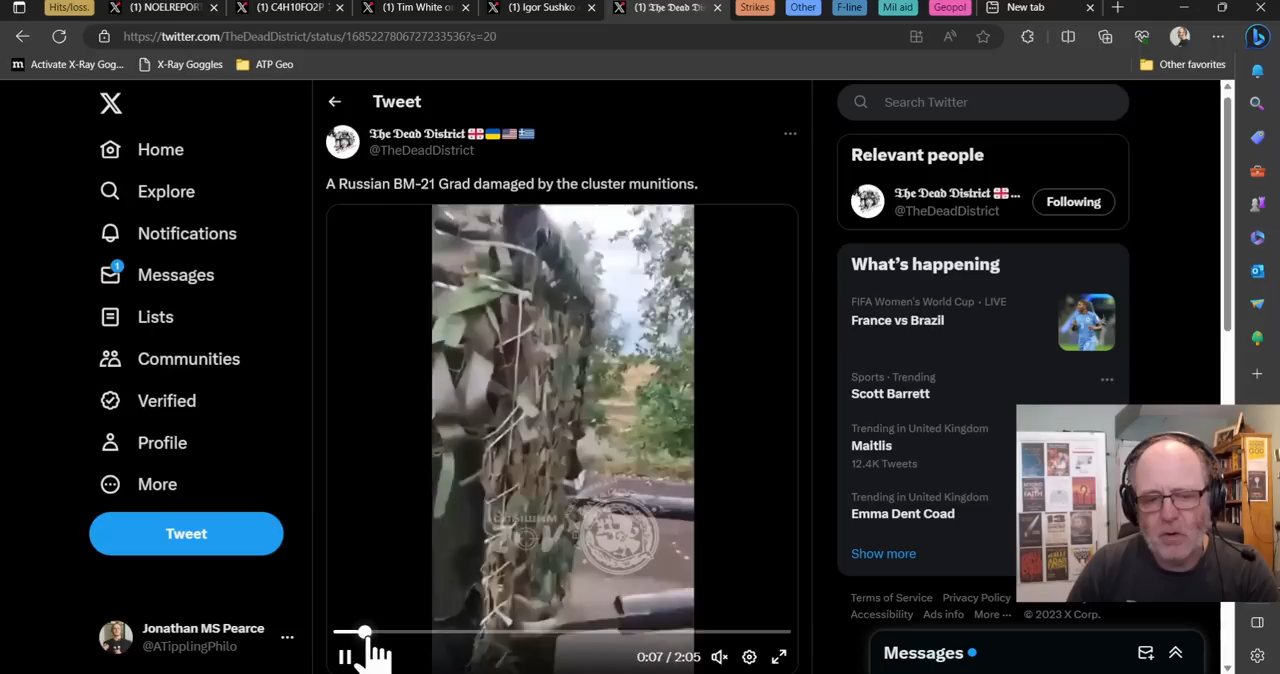 Hits/loss.
(1) NOELREPOR
(1) C4H10FO2P
(1) Tim White or
(1) Igor Sushko
(1) The Dead Di
Strikes
Other
F-line
Mil aid
Geopol
New tab
https://twitter.com/TheDeadDistrict/status/1685227806727233536?s=20
m Activate X-Ray Gog...
X-Ray Goggles
ATP Geo
Other favorites
X
Home
Explore
Notifications
1
Messages
Lists
Communities
Verified
Profile
More
Tweet
Jonathan MS Pearce
@ATipplingPhilo
Tweet
The Dead District
@TheDeadDistrict
A Russian BM-21 Grad damaged by the cluster munitions.
0:07 / 2:05
Search Twitter
Relevant people
The Dead District ...
@TheDeadDistrict
Following
What's happening
FIFA Women's World Cup · LIVE
France vs Brazil
Sports · Trending
Scott Barrett
Trending in United Kingdom
Maitlis
12.4K Tweets
Trending in United Kingdom
Emma Dent Coad
Show more
Terms of Service Privacy Policy
Accessibility Ads info More ··· © 2023 X Corp.
Messages